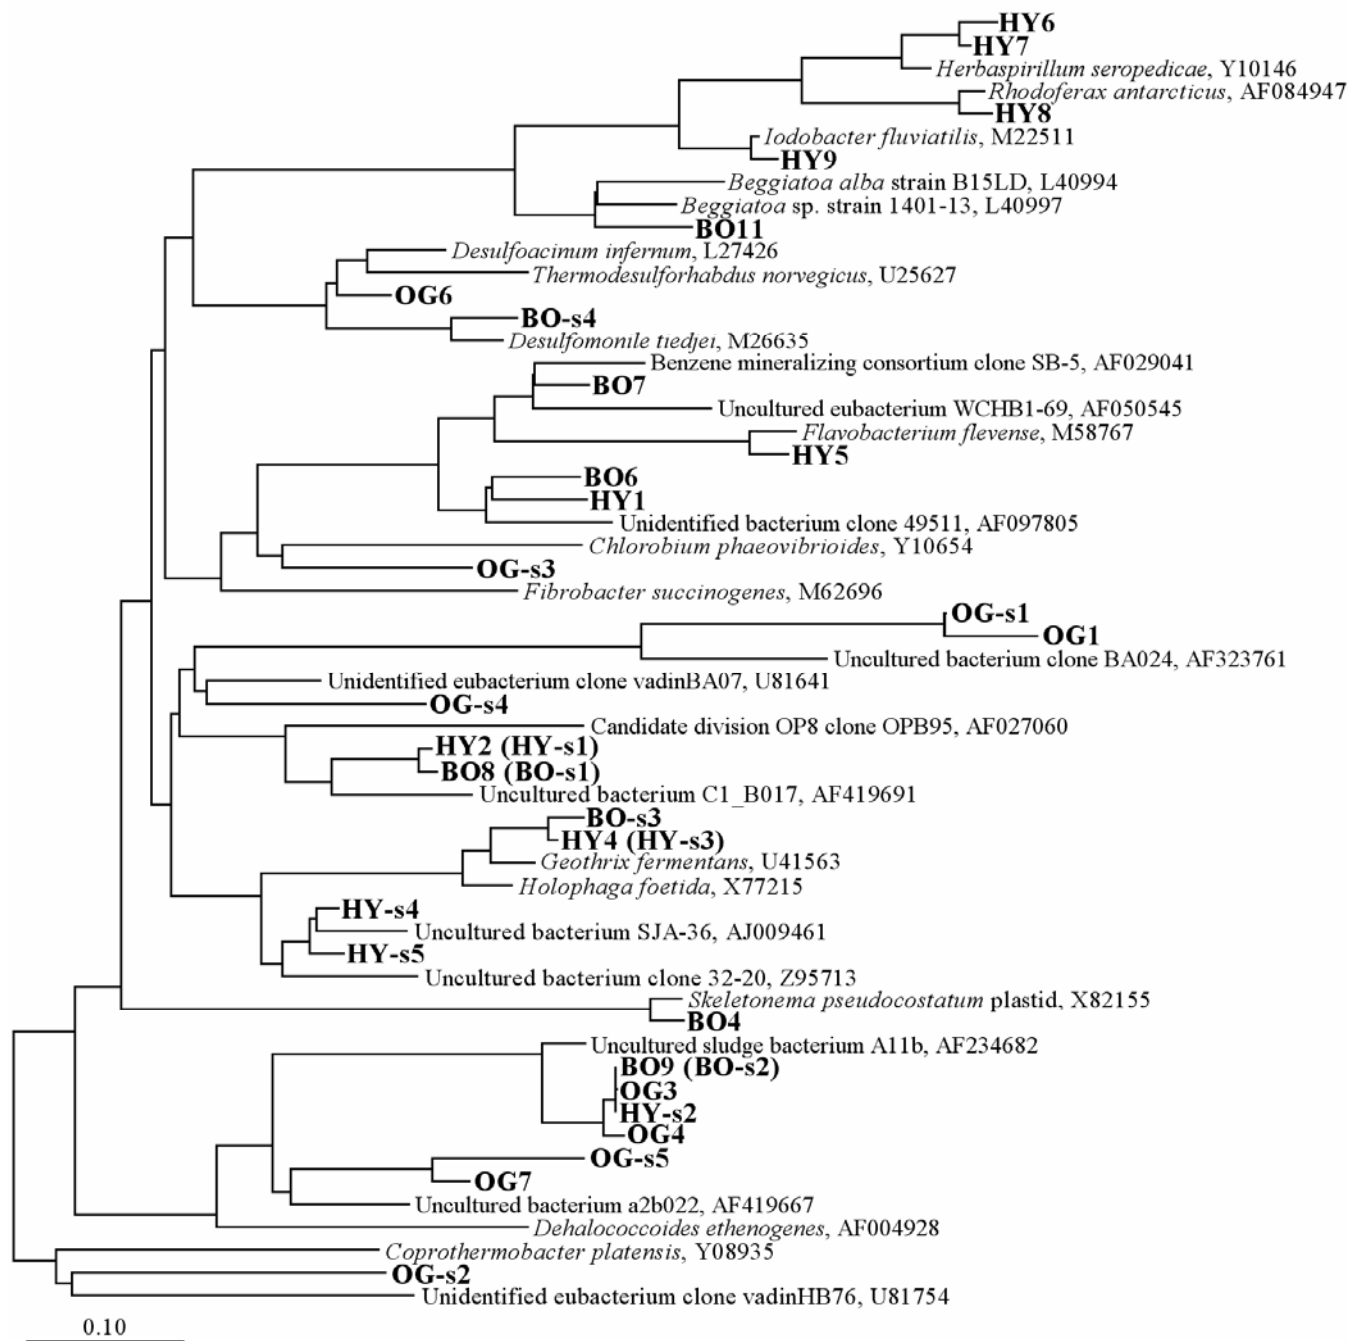 HY6
HY7
Herbaspirillum seropedicae, Y10146
Rhodoferax antarcticus, AF084947
HY8
Iodobacter fluviatilis, M22511
HY9
Beggiatoa alba strain B15LD, L40994
Beggiatoa sp. strain 1401-13, L40997
BO11
Desulfoacinum infernum, L27426
Thermodesulforhabdus norvegicus, U25627
OG6
BO-s4
Desulfomonile tiedjei, M26635
Benzene mineralizing consortium clone SB-5, AF029041
BO7
Uncultured eubacterium WCHB1-69, AF050545
Flavobacterium flevense, M58767
HY5
BO6
HY1
Unidentified bacterium clone 49511, AF097805
Chlorobium phaeovibrioides, Y10654
OG-s3
Fibrobacter succinogenes, M62696
OG-s1
OG1
Uncultured bacterium clone BA024, AF323761
Unidentified eubacterium clone vadinBA07, U81641
OG-s4
Candidate division OP8 clone OPB95, AF027060
HY2 (HY-s1)
BO8 (BO-s1)
Uncultured bacterium C1_B017, AF419691
BO-s3
HY4 (HY-s3)
Geothrix fermentans, U41563
Holophaga foetida, X77215
HY-s4
Uncultured bacterium SJA-36, AJ009461
HY-s5
Uncultured bacterium clone 32-20, Z95713
Skeletonema pseudocostatum plastid, X82155
BO4
Uncultured sludge bacterium A11b, AF234682
BO9 (BO-s2)
OG3
HY-s2
OG4
OG-s5
OG7
Uncultured bacterium a2b022, AF419667
Dehalococcoides ethenogenes, AF004928
Coprothermobacter platensis, Y08935
OG-s2
Unidentified eubacterium clone vadinHB76, U81754
0.10